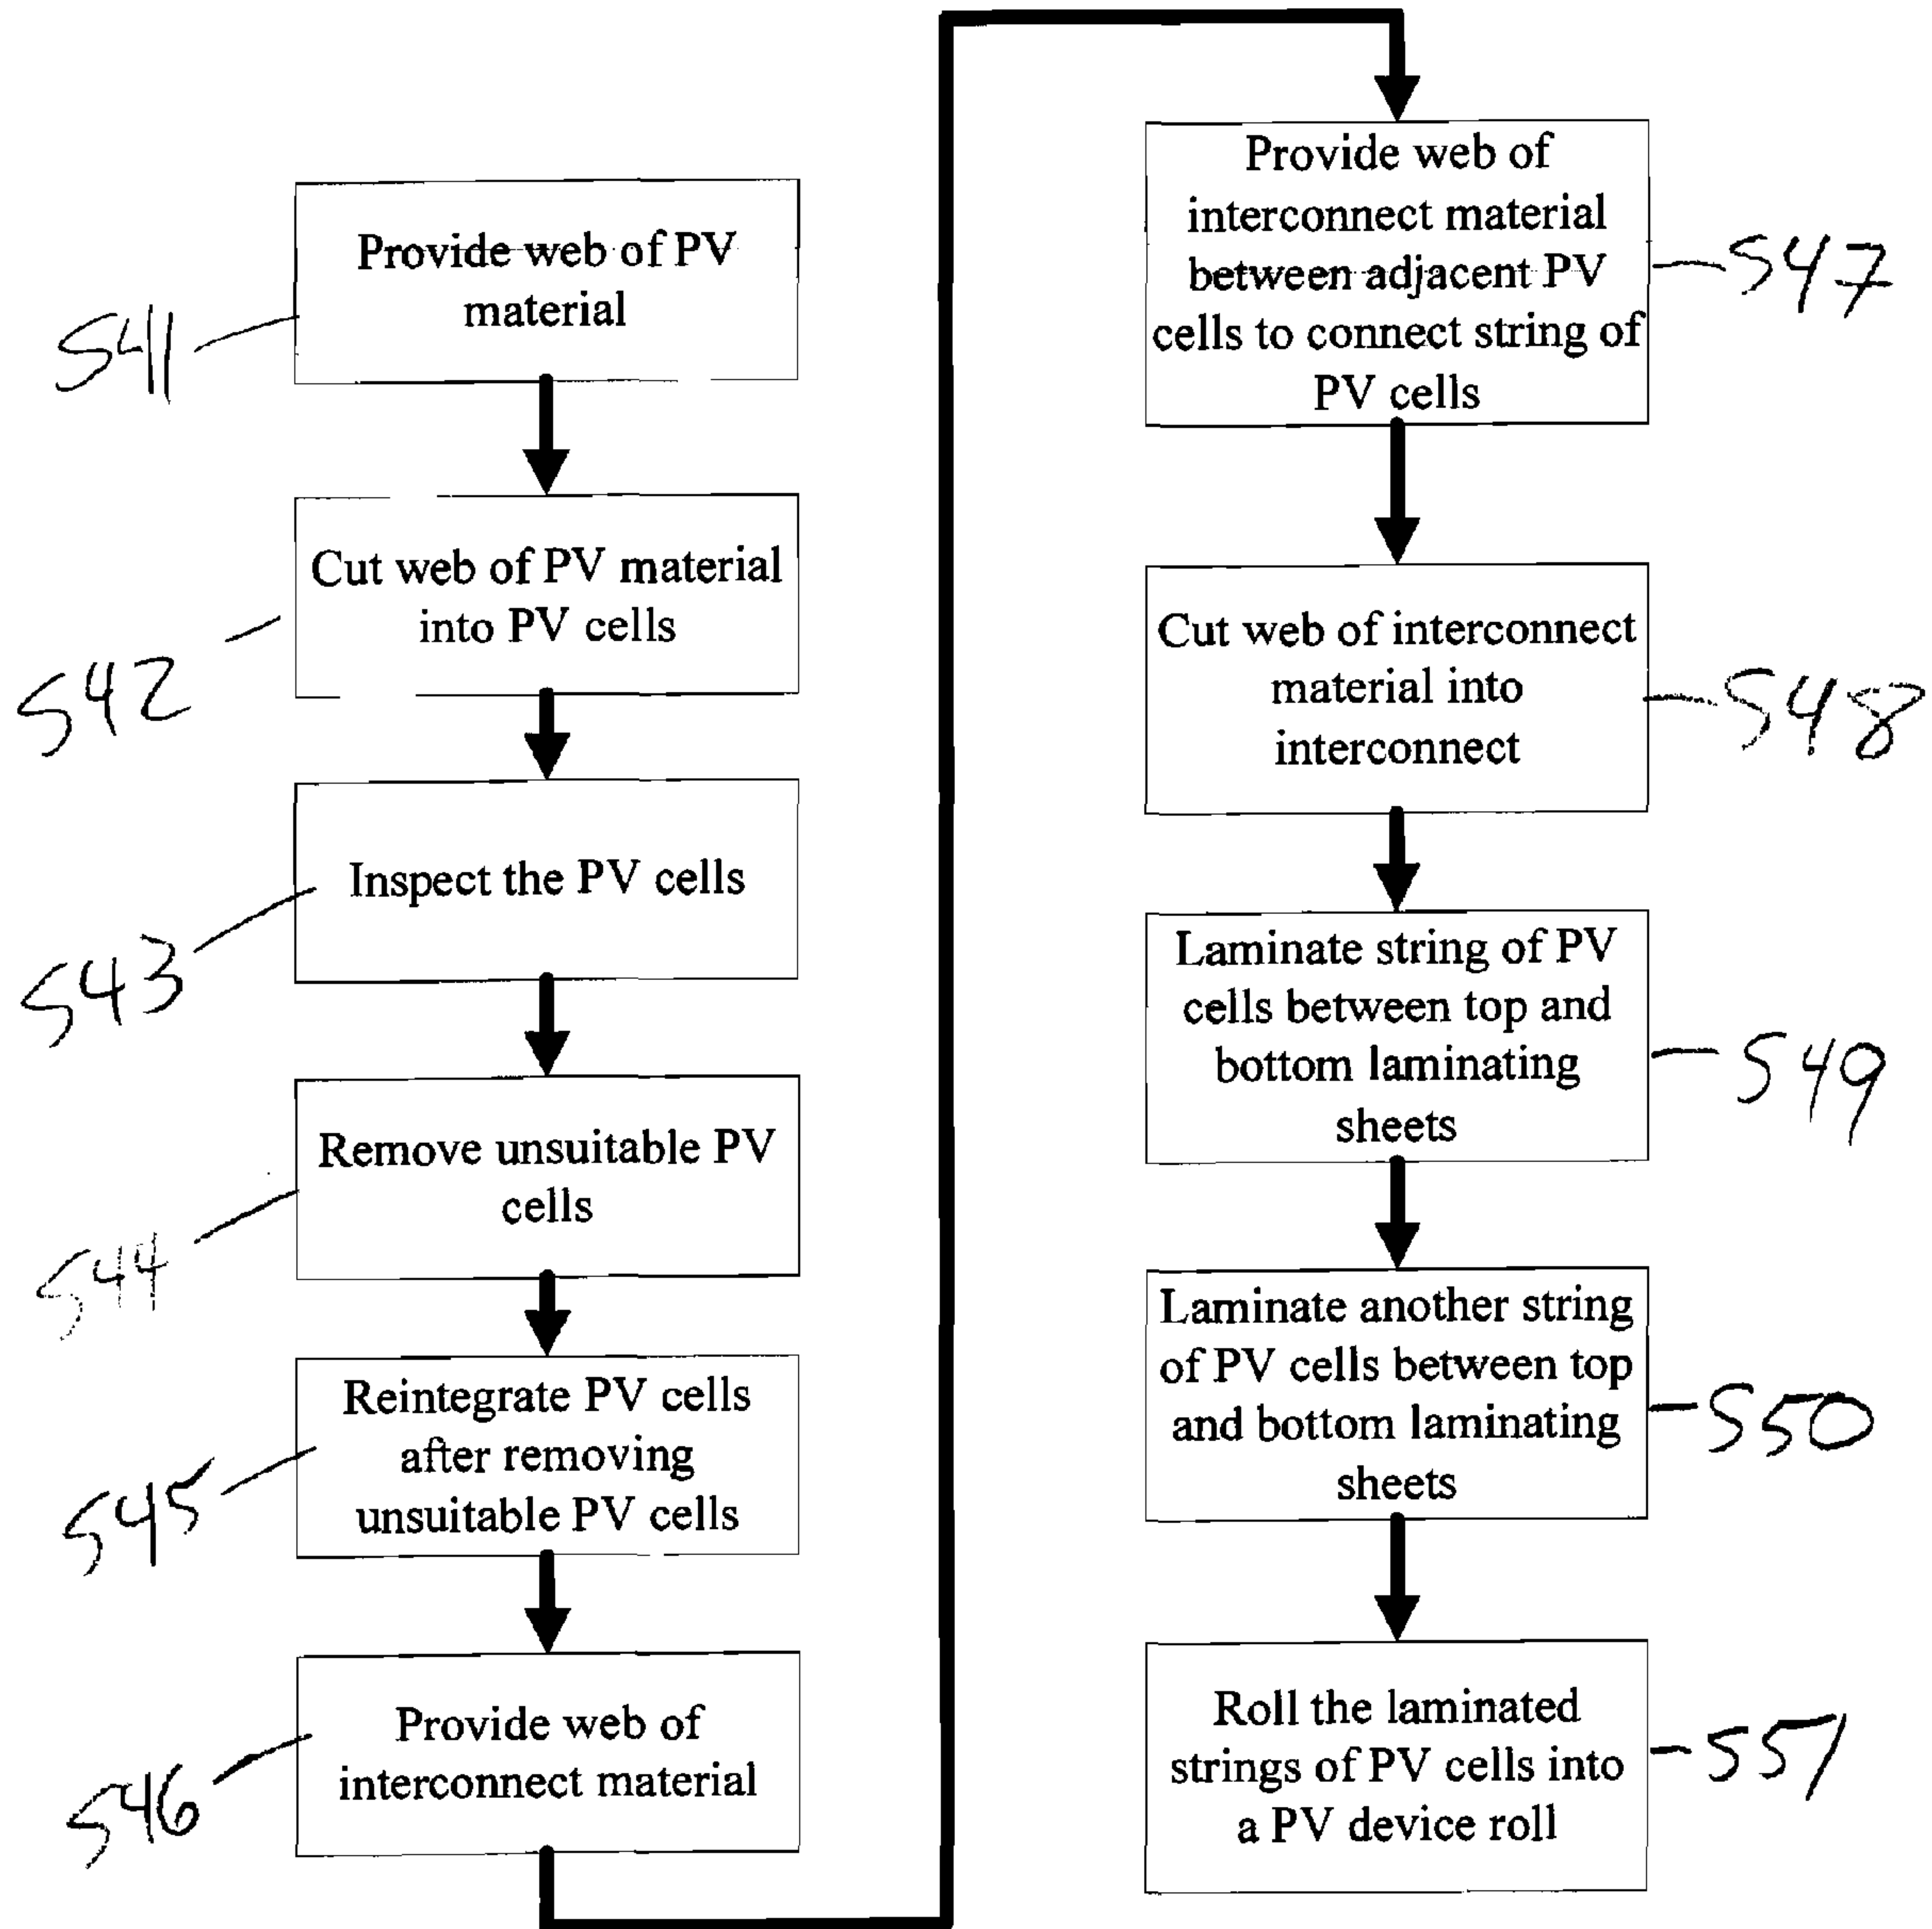 Provide web of PV
material
S41
Cut web of PV material
into PV cells
S42
Inspect the PV cells
S43
Remove unsuitable PV
cells
S44
Reintegrate PV cells
after removing
unsuitable PV cells
S45
Provide web of
interconnect material
S46
Provide web of
interconnect material
between adjacent PV
cells to connect string of
PV cells
S47
Cut web of interconnect
material into
interconnect
S48
Laminate string of PV
cells between top and
bottom laminating
sheets
S49
Laminate another string
of PV cells between top
and bottom laminating
sheets
S50
Roll the laminated
strings of PV cells into
a PV device roll
S51